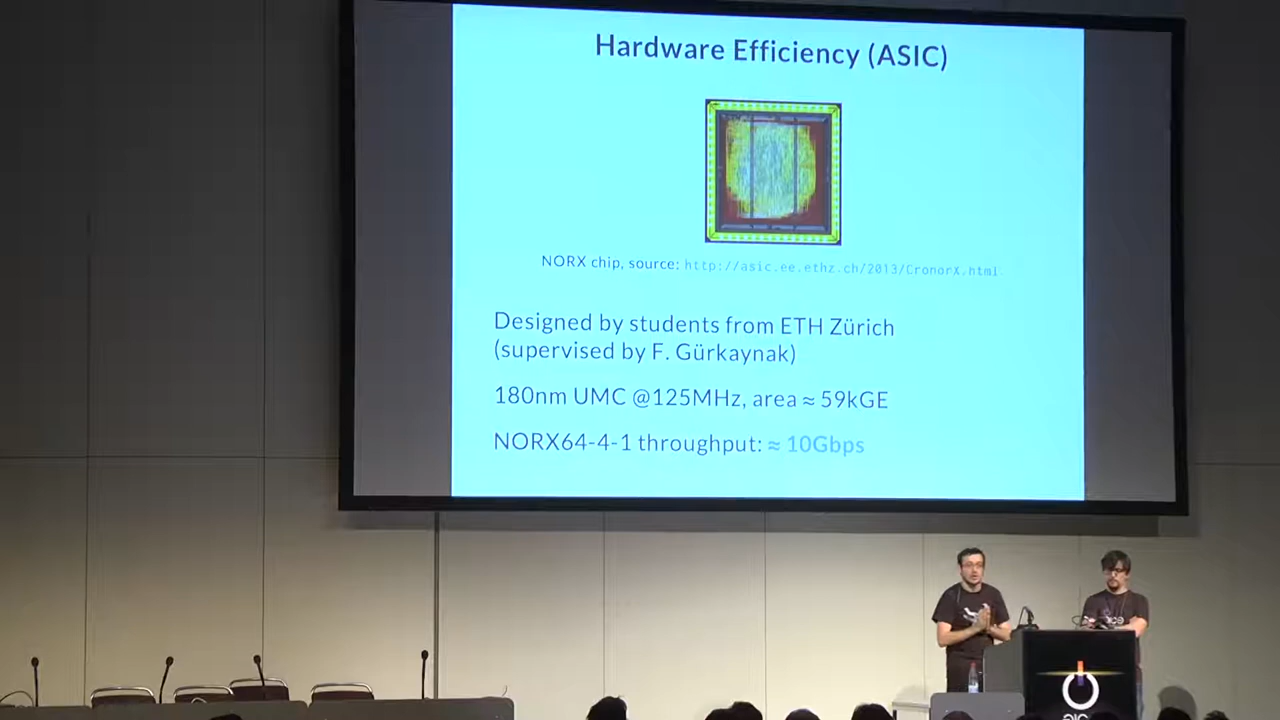 Hardware Efficiency (ASIC)
NORX chip, source: http://asic.ee.ethz.ch/2013/CronorX.html
Designed by students from ETH Zürich
(supervised by F. Gürkaynak)
180nm UMC @125MHz, area ≈ 59kGE
NORX64-4-1 throughput: ≈ 10Gbps